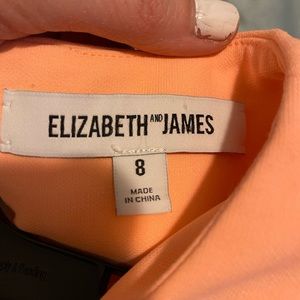 ELIZABETH AND JAMES
8
MADE
IN CHINA